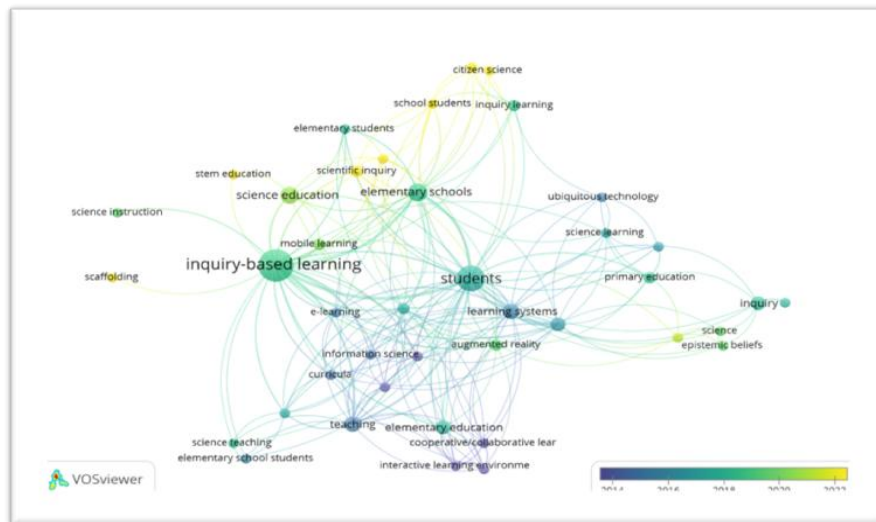 citizen science
school students
inquiry learning
elementary students
scientific inquiry
stem education
science education
elementary schools
ubiquitous technology
science instruction
science learning
mobile learning
inquiry-based learning
scaffolding
students
primary education
inquiry
e-learning
learning systems
science
augmented reality
epistemic beliefs
information science
curricula
teaching
elementary education
science teaching
cooperative/collaborative lear
elementary school students
interactive learning environme
VOSviewer
2014 2016 2018 2020 2022